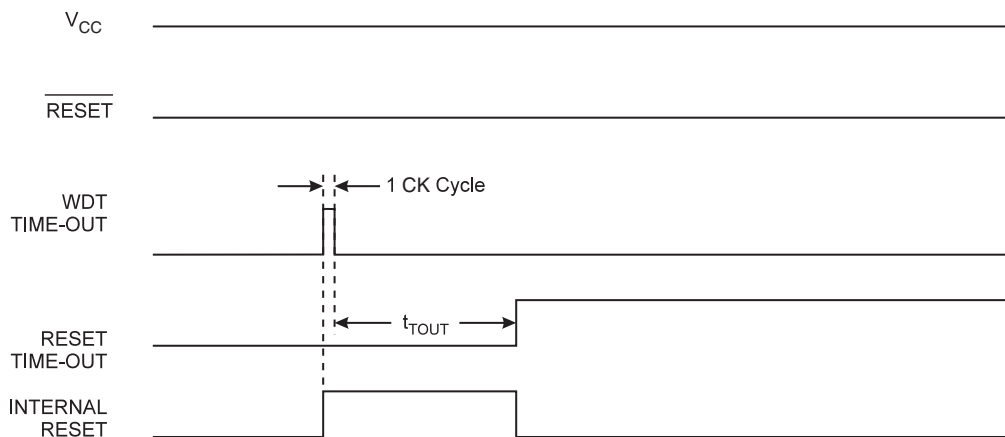 VCC
RESET
1 CK Cycle
WDT
TIME-OUT
tTOUT
RESET
TIME-OUT
INTERNAL
RESET